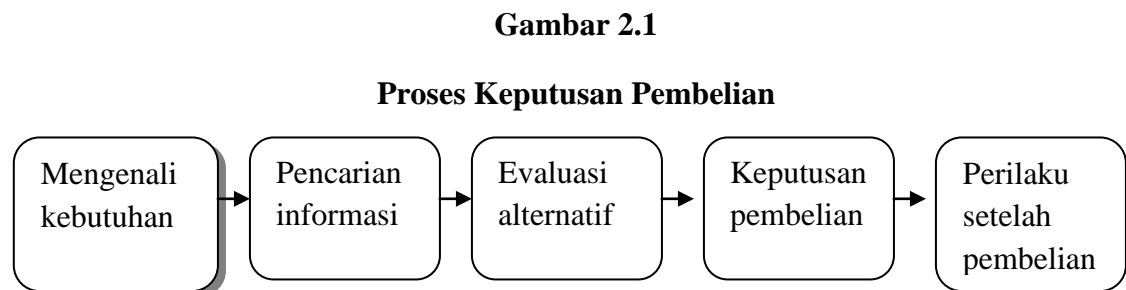 Gambar 2.1
Proses Keputusan Pembelian
Mengenali
kebutuhan
Pencarian
informasi
Evaluasi
alternatif
Keputusan
pembelian
Perilaku
setelah
pembelian